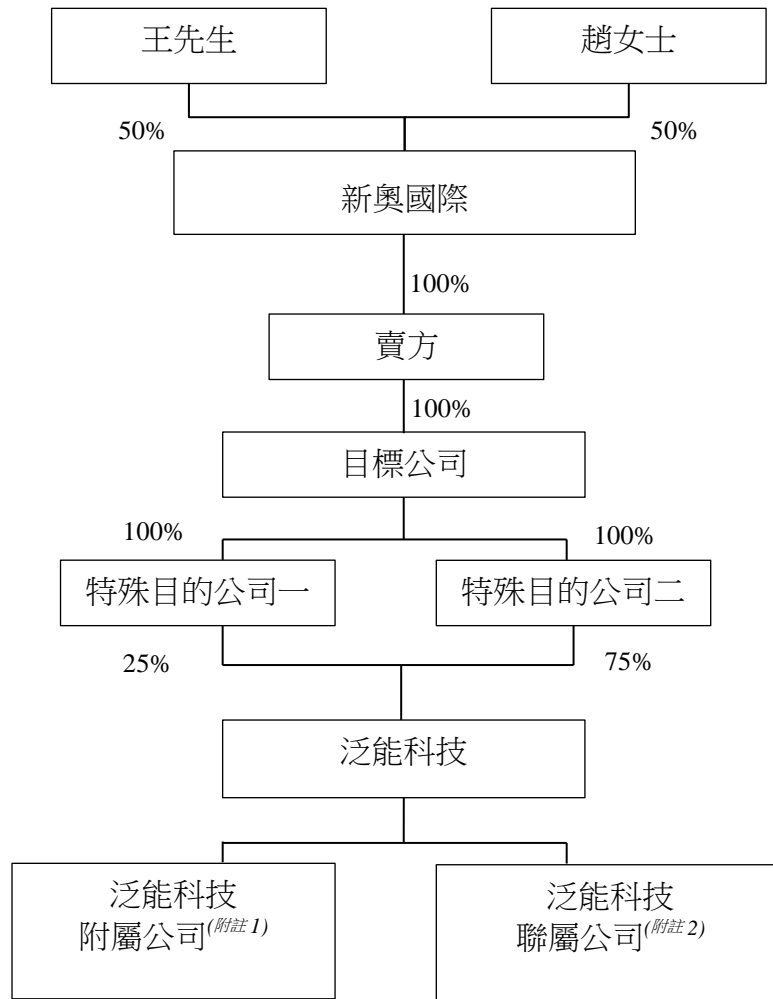 王先生
趙女士
50%
50%
新奧國際
100%
賣方
100%
目標公司
100%
100%
特殊目的公司一
特殊目的公司二
25%
75%
泛能科技
泛能科技
附屬公司(附註 1)
泛能科技
聯屬公司(附註 2)